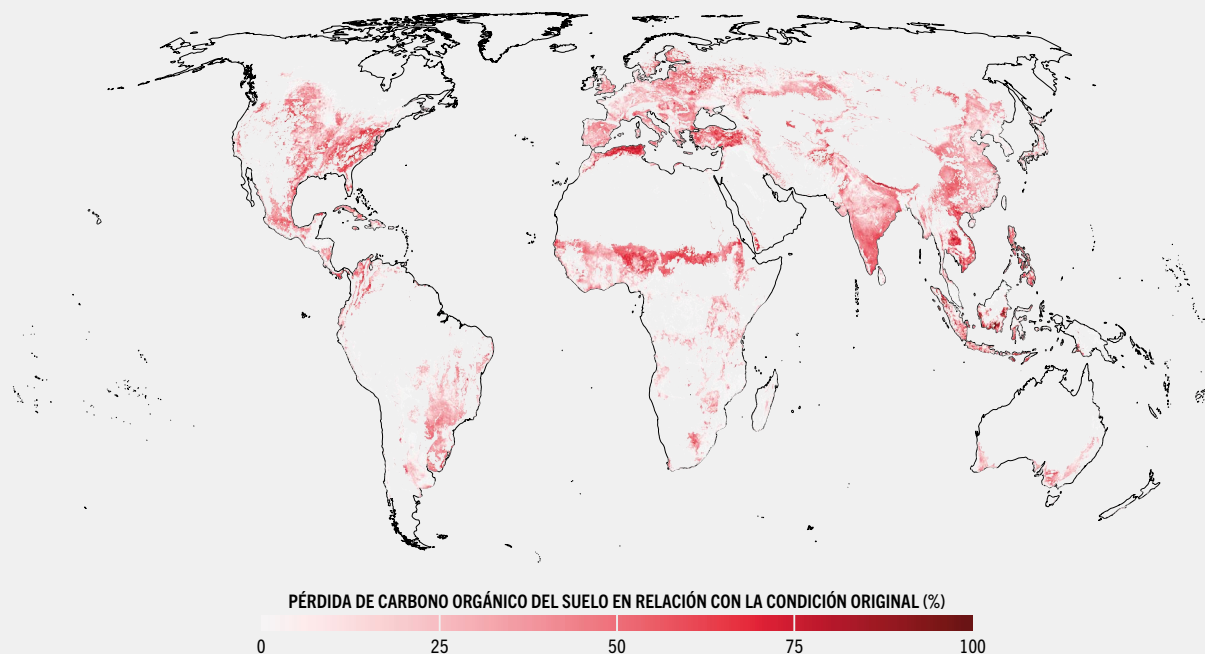 PÉRDIDA DE CARBONO ORGÁNICO DEL SUELO EN RELACIÓN CON LA CONDICIÓN ORIGINAL (%)
0 25 50 75 100